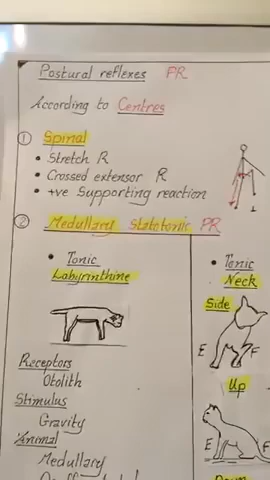 Postural reflexes PR
According to Centres
① Spinal
• Stretch R
• Crossed extensor R
• +ve Supporting reaction
② Medullary Statotonic PR
• Tonic
Labyrinthine
Receptors
Otolith
Stimulus
Gravity
Animal
Medullary
• Tonic
Neck
Side
E F
Up
E F